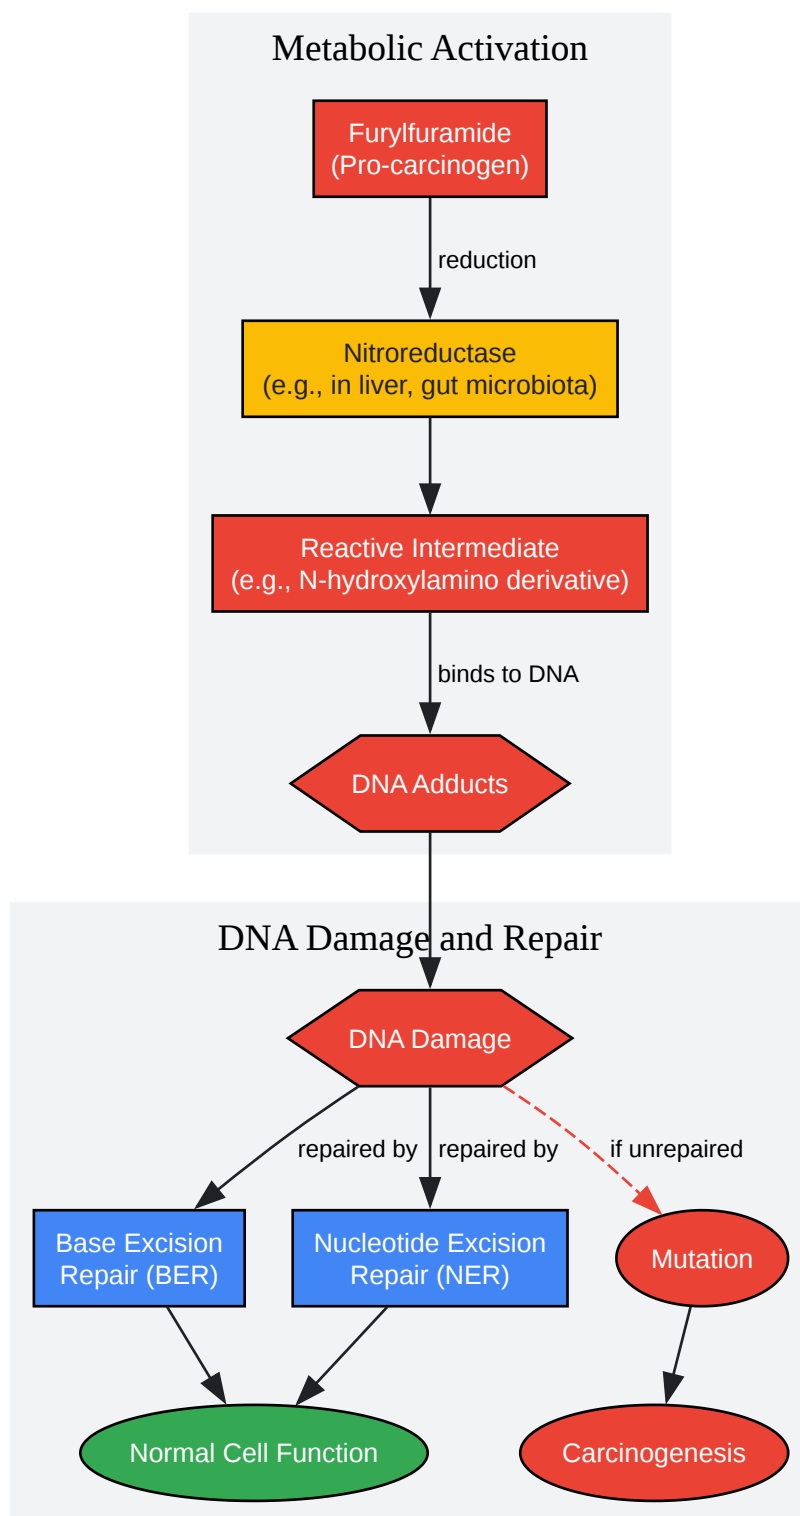 Metabolic Activation
Furylfuramide
(Pro-carcinogen)
reduction
Nitroreductase
(e.g., in liver, gut microbiota)
Reactive Intermediate
(e.g., N-hydroxylamino derivative)
binds to DNA
DNA Adducts
DNA Damage and Repair
DNA Damage
repaired by
repaired by
if unrepaired
Base Excision
Repair (BER)
Nucleotide Excision
Repair (NER)
Mutation
Normal Cell Function
Carcinogenesis